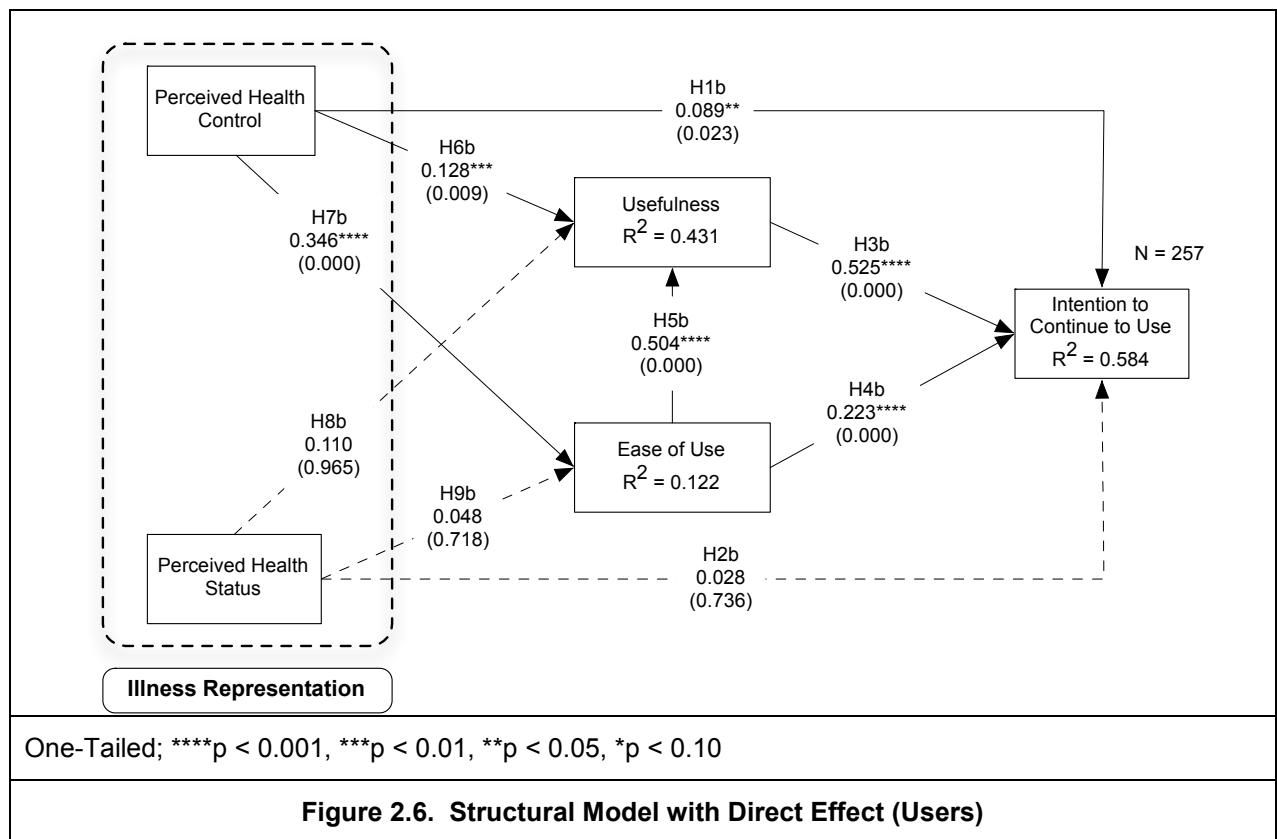 Perceived Health
Control
H1b
0.089**
(0.023)
H6b
0.128***
(0.009)
Usefulness
R2 = 0.431
H7b
0.346****
(0.000)
H3b
0.525****
(0.000)
N = 257
Intention to
Continue to Use
R2 = 0.584
H5b
0.504****
(0.000)
H4b
0.223****
(0.000)
H8b
0.110
(0.965)
Ease of Use
R2 = 0.122
H9b
0.048
(0.718)
Perceived Health
Status
H2b
0.028
(0.736)
Illness Representation
One-Tailed; ****p < 0.001, ***p < 0.01, **p < 0.05, *p < 0.10
Figure 2.6. Structural Model with Direct Effect (Users)